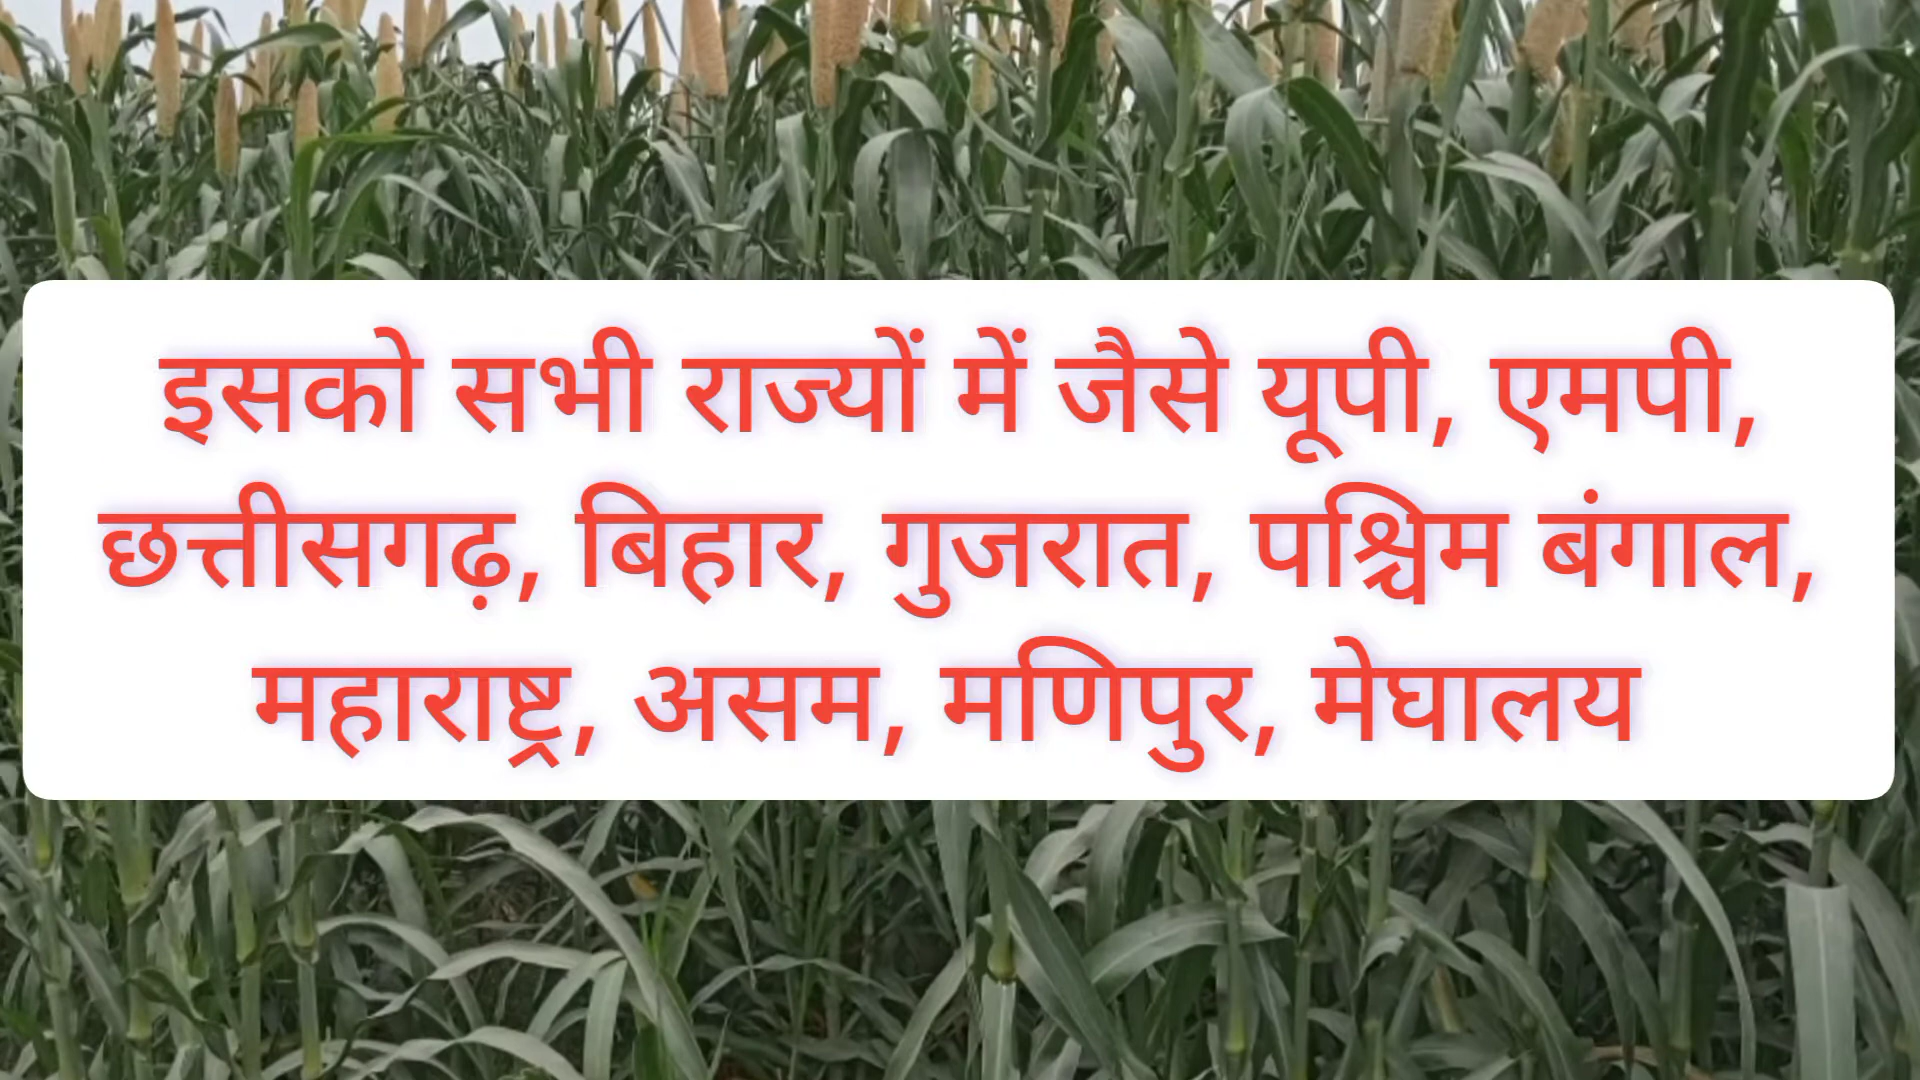 इसको सभी राज्यों में जैसे यूपी, एमपी,
छत्तीसगढ़, बिहार, गुजरात, पश्चिम बंगाल,
महाराष्ट्र, असम, मणिपुर, मेघालय